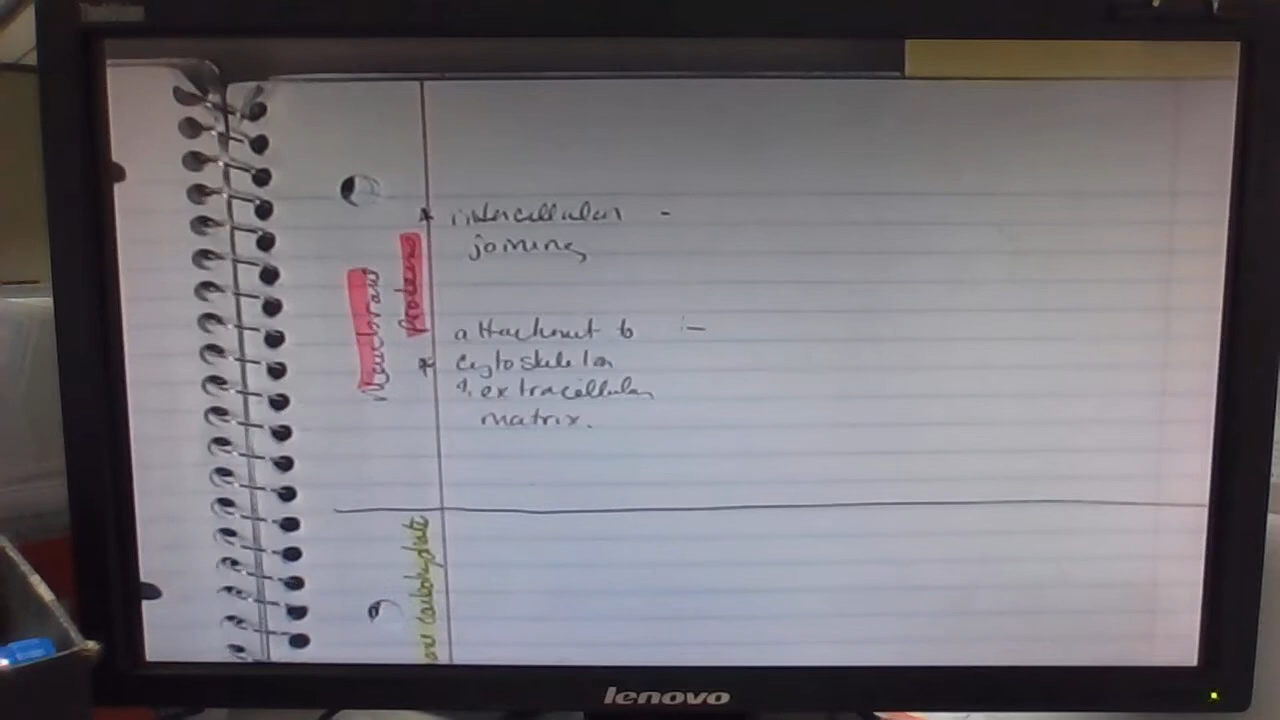 Membrane
Proteins
* intercellular -
joining
attachment to :-
* cytoskeleton
& extracellular
matrix.
carbohydrate
lenovo